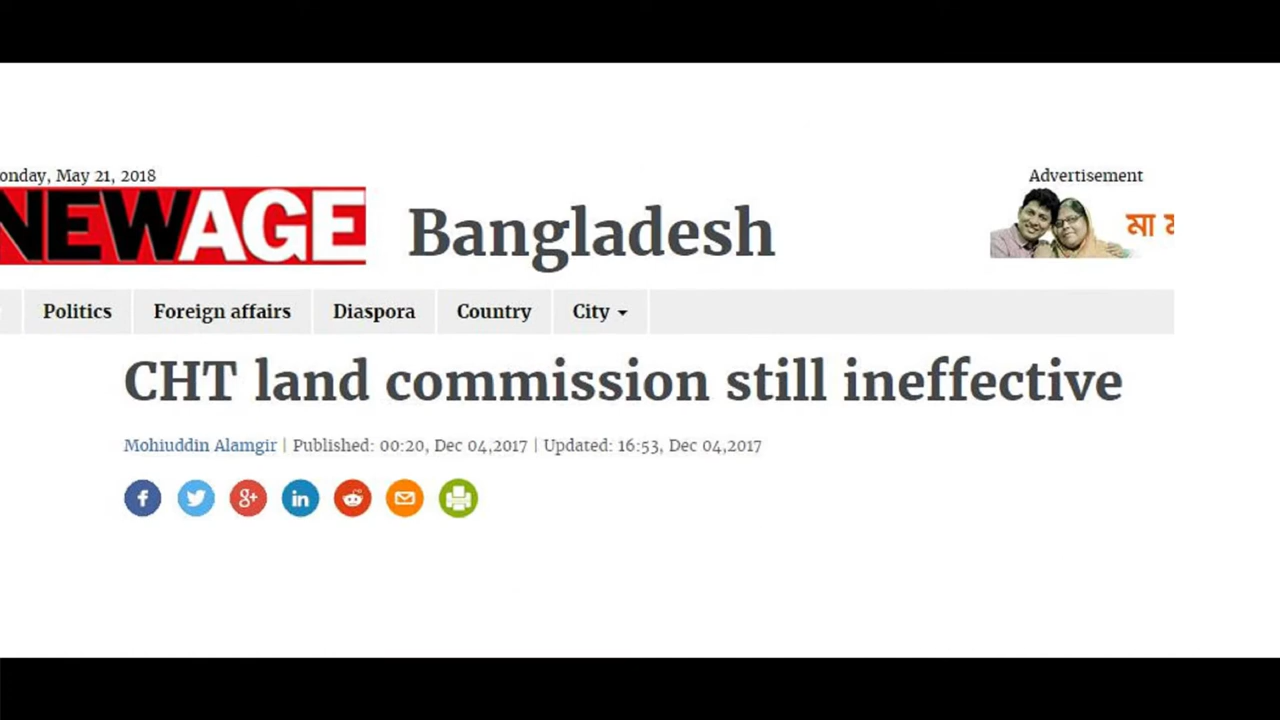 onday, May 21, 2018
Advertisement
NEWAGE
Bangladesh
মা
Politics
Foreign affairs
Diaspora
Country
City
CHT land commission still ineffective
Mohiuddin Alamgir | Published: 00:20, Dec 04,2017 | Updated: 16:53, Dec 04,2017